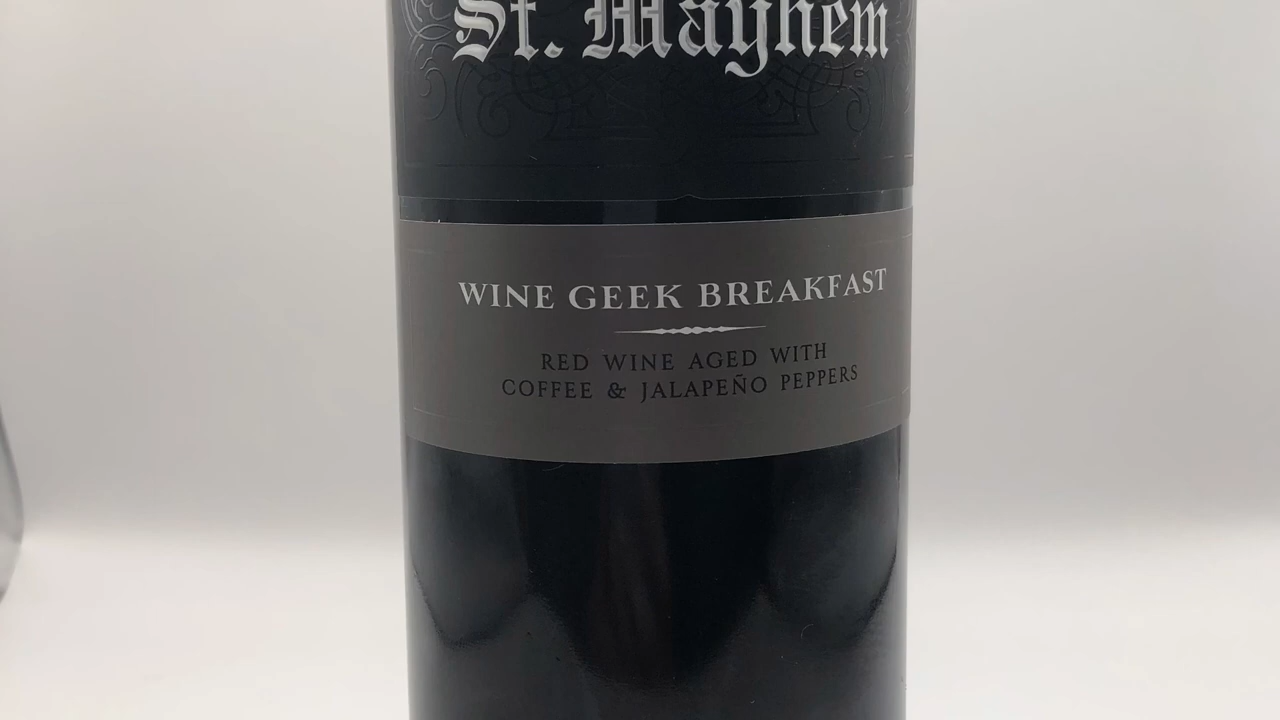 St. Mayhem
WINE GEEK BREAKFAST
RED WINE AGED WITH
COFFEE & JALAPEÑO PEPPERS